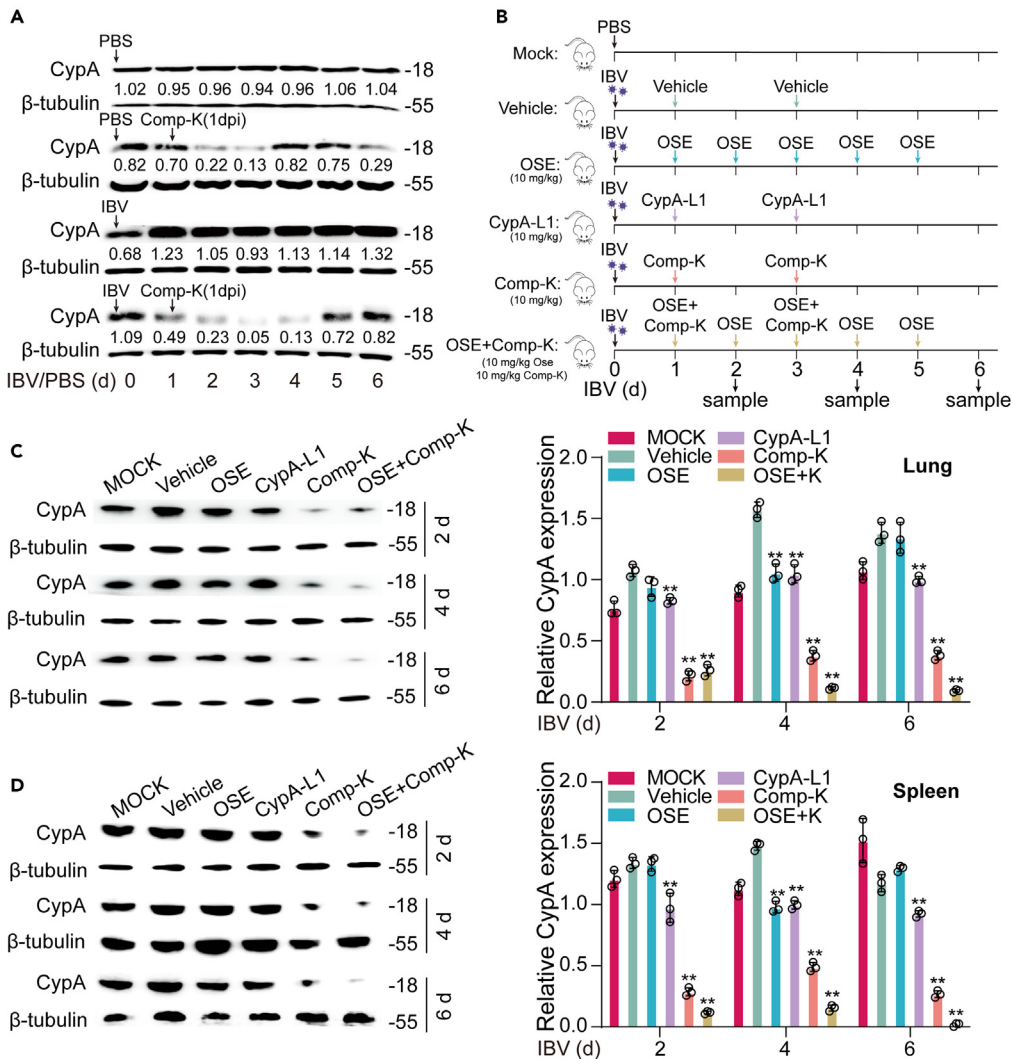 A
PBS
CypA -18
1.02 0.95 0.96 0.94 0.96 1.06 1.04
β-tubulin -55
PBS Comp-K(1dpi)
CypA -18
0.82 0.70 0.22 0.13 0.82 0.75 0.29
β-tubulin -55
IBV
CypA -18
0.68 1.23 1.05 0.93 1.13 1.14 1.32
β-tubulin -55
IBV Comp-K(1dpi)
CypA -18
1.09 0.49 0.23 0.05 0.13 0.72 0.82
β-tubulin -55
IBV/PBS (d) 0 1 2 3 4 5 6
B
PBS
Mock:
IBV Vehicle Vehicle
Vehicle:
IBV OSE OSE OSE OSE OSE
OSE:
(10 mg/kg)
IBV CypA-L1 CypA-L1
CypA-L1:
(10 mg/kg)
IBV Comp-K Comp-K
Comp-K:
(10 mg/kg)
IBV OSE+ Comp-K OSE OSE+ Comp-K OSE OSE
OSE+Comp-K:
(10 mg/kg Ose
10 mg/kg Comp-K)
IBV (d) 0 1 2 3 4 5 6
sample sample sample
C
MOCK Vehicle OSE CypA-L1 Comp-K OSE+Comp-K
CypA -18
β-tubulin -55
2 d
CypA -18
β-tubulin -55
4 d
CypA -18
β-tubulin -55
6 d
MOCK CypA-L1
Vehicle Comp-K
OSE OSE+K
Lung
Relative CypA expression
2.0
1.5
1.0
0.5
0.0
** ** **
** ** ** **
** ** **
IBV (d) 2 4 6
D
MOCK Vehicle OSE CypA-L1 Comp-K OSE+Comp-K
CypA -18
β-tubulin -55
2 d
CypA -18
β-tubulin -55
4 d
CypA -18
β-tubulin -55
6 d
MOCK CypA-L1
Vehicle Comp-K
OSE OSE+K
Spleen
Relative CypA expression
2.0
1.5
1.0
0.5
0.0
** ** **
** ** ** **
** ** **
IBV (d) 2 4 6